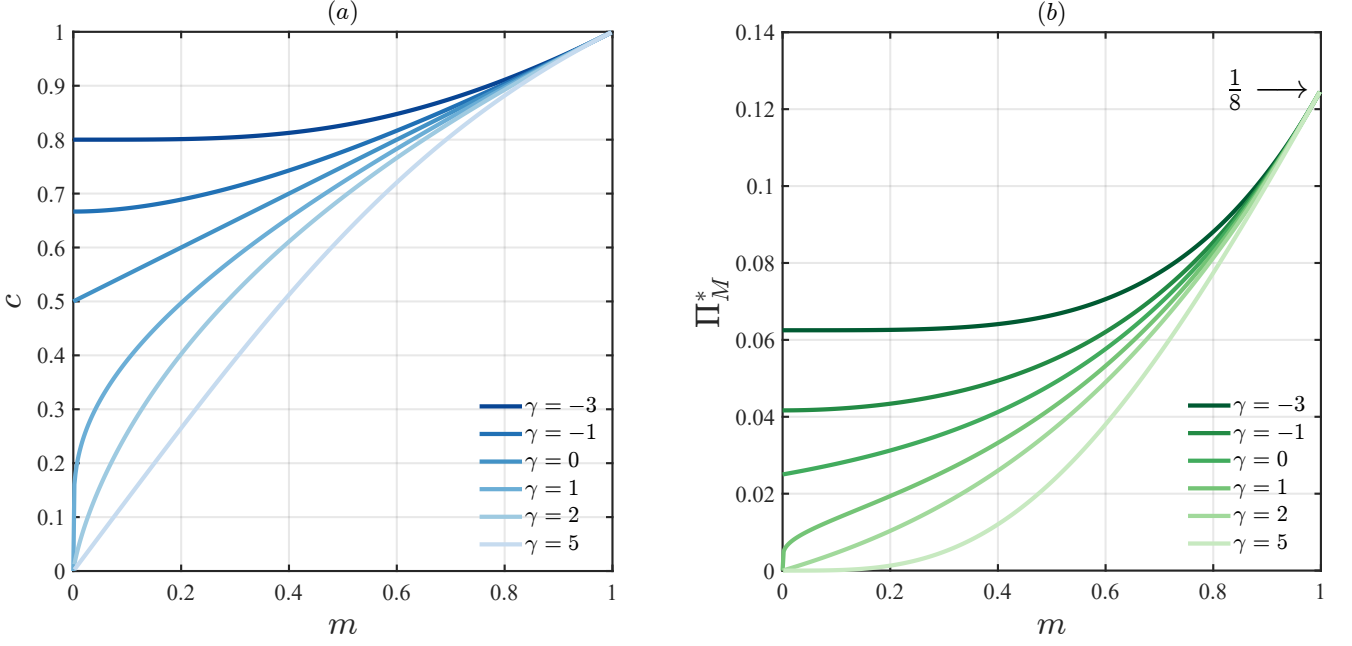 (a)
1
0.9
0.8
0.7
0.6
0.5
0.4
0.3
0.2
0.1
0
c
γ = −3
γ = −1
γ = 0
γ = 1
γ = 2
γ = 5
0 0.2 0.4 0.6 0.8 1
m
(b)
0.14
0.12
0.1
0.08
0.06
0.04
0.02
0
Π*_M
1/8 →
γ = −3
γ = −1
γ = 0
γ = 1
γ = 2
γ = 5
0 0.2 0.4 0.6 0.8 1
m